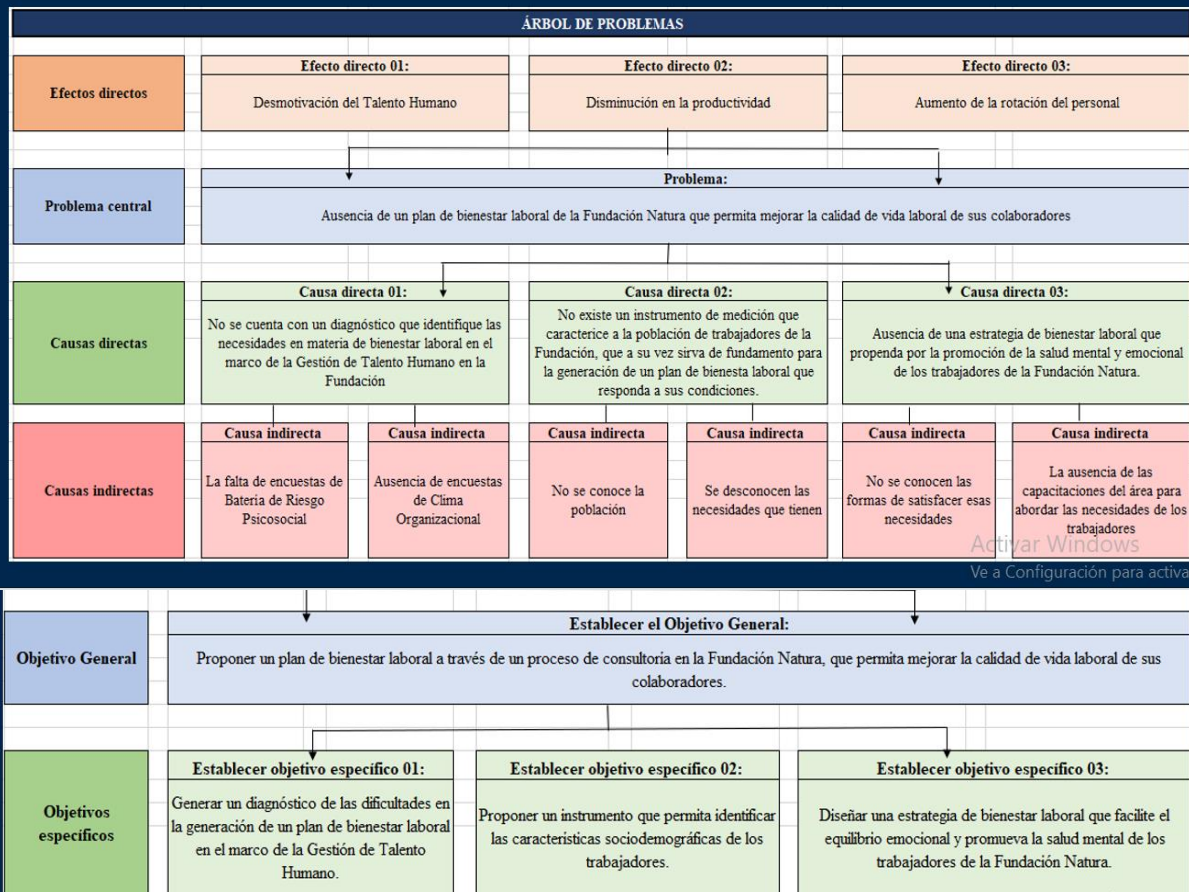 ÁRBOL DE PROBLEMAS
Efectos directos
Efecto directo 01:
Desmotivación del Talento Humano
Efecto directo 02:
Disminución en la productividad
Efecto directo 03:
Aumento de la rotación del personal
Problema central
Problema:
Ausencia de un plan de bienestar laboral de la Fundación Natura que permita mejorar la calidad de vida laboral de sus colaboradores
Causas directas
Causa directa 01:
No se cuenta con un diagnóstico que identifique las
necesidades en materia de bienestar laboral en el
marco de la Gestión de Talento Humano en la
Fundación
Causa directa 02:
No existe un instrumento de medición que
caracterice a la población de trabajadores de la
Fundación, que a su vez sirva de fundamento para
la generación de un plan de bienesta laboral que
responda a sus condiciones.
Causa directa 03:
Ausencia de una estrategia de bienestar laboral que
propenda por la promoción de la salud mental y emocional
de los trabajadores de la Fundación Natura.
Causas indirectas
Causa indirecta
La falta de encuestas de
Bateria de Riesgo
Psicosocial
Causa indirecta
Ausencia de encuestas
de Clima
Organizacional
Causa indirecta
No se conoce la
población
Causa indirecta
Se desconocen las
necesidades que tienen
Causa indirecta
No se conocen las
formas de satisfacer esas
necesidades
Causa indirecta
La ausencia de las
capacitaciones del área para
abordar las necesidades de los
trabajadores
Activar Windows
Ve a Configuración para activa
Objetivo General
Establecer el Objetivo General:
Proponer un plan de bienestar laboral a través de un proceso de consultoría en la Fundación Natura, que permita mejorar la calidad de vida laboral de sus
colaboradores.
Objetivos
específicos
Establecer objetivo específico 01:
Generar un diagnóstico de las dificultades en
la generación de un plan de bienestar laboral
en el marco de la Gestión de Talento
Humano.
Establecer objetivo específico 02:
Proponer un instrumento que permita identificar
las características sociodemográficas de los
trabajadores.
Establecer objetivo específico 03:
Diseñar una estrategia de bienestar laboral que facilite el
equilibrio emocional y promueva la salud mental de los
trabajadores de la Fundación Natura.